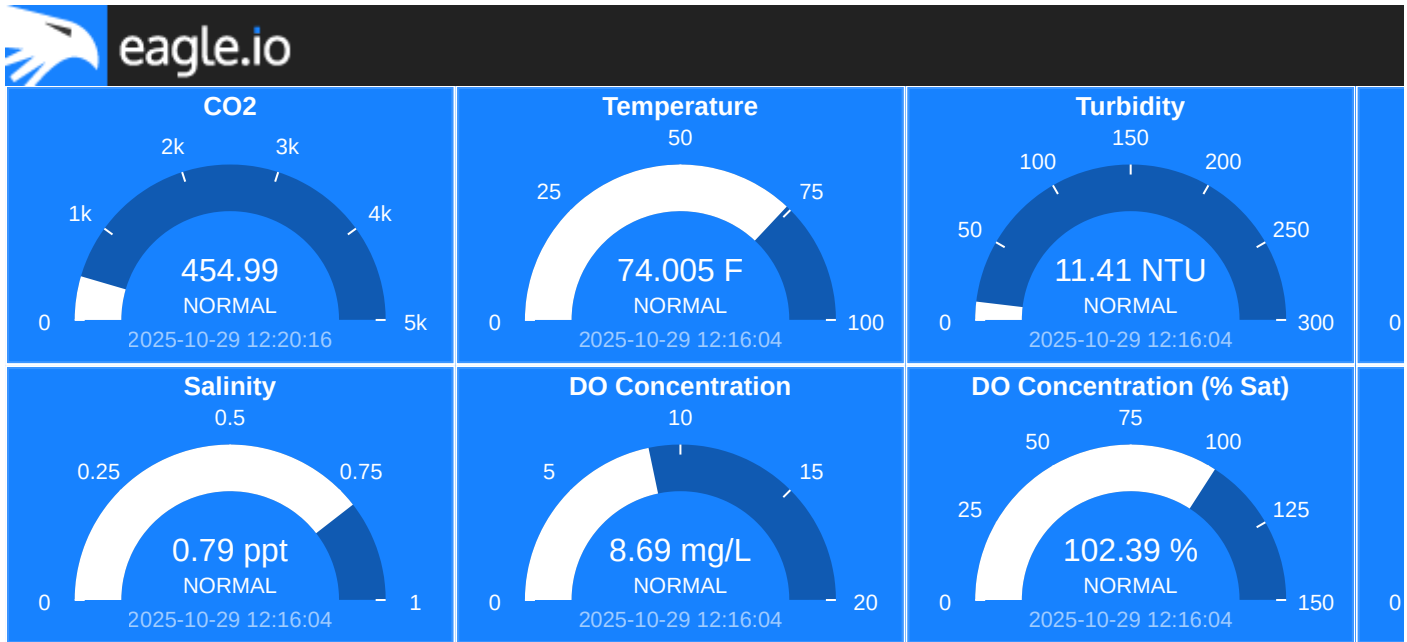 eagle.io
CO2
2k
3k
1k
4k
454.99
NORMAL
0
5k
2025-10-29 12:20:16
Temperature
50
25
75
74.005 F
NORMAL
0
100
2025-10-29 12:16:04
Turbidity
150
100
200
50
250
11.41 NTU
NORMAL
0
300
2025-10-29 12:16:04
0
Salinity
0.5
0.25
0.75
0.79 ppt
NORMAL
0
1
2025-10-29 12:16:04
DO Concentration
10
5
15
8.69 mg/L
NORMAL
0
20
2025-10-29 12:16:04
DO Concentration (% Sat)
75
50
100
25
125
102.39 %
NORMAL
0
150
2025-10-29 12:16:04
0